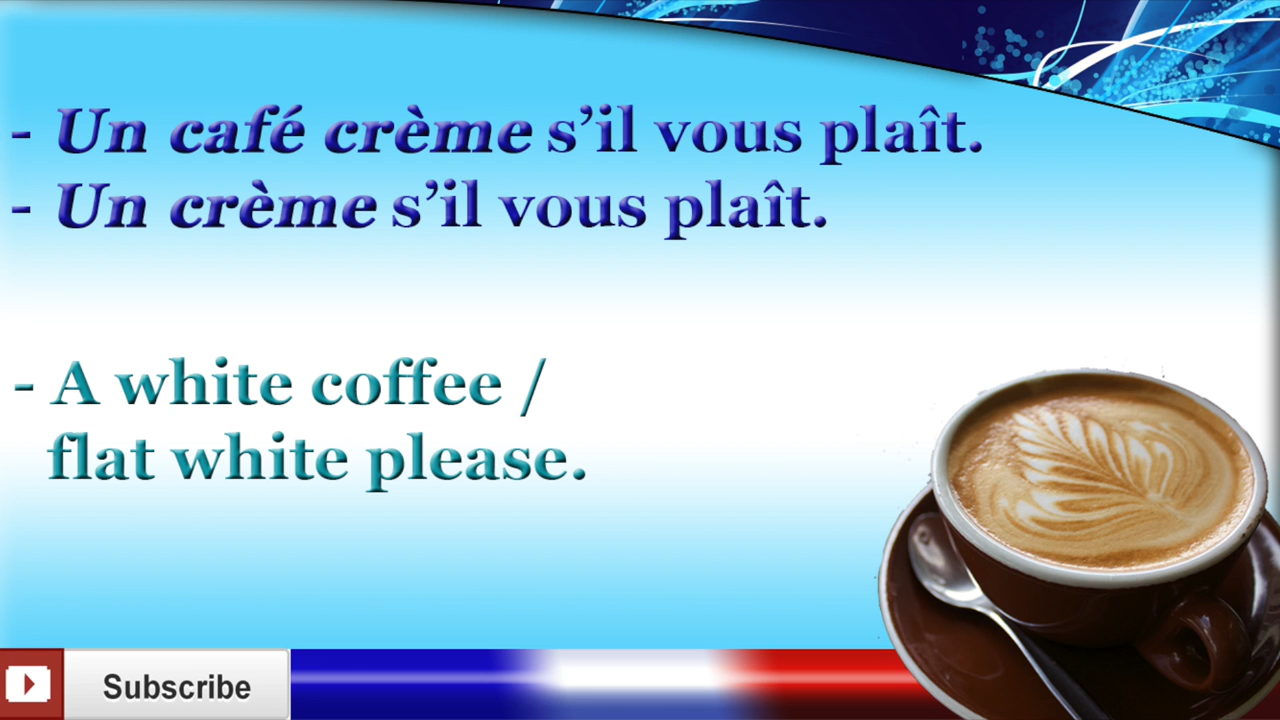 - Un café crème s’il vous plaît.
- Un crème s’il vous plaît.
- A white coffee /
flat white please.
Subscribe